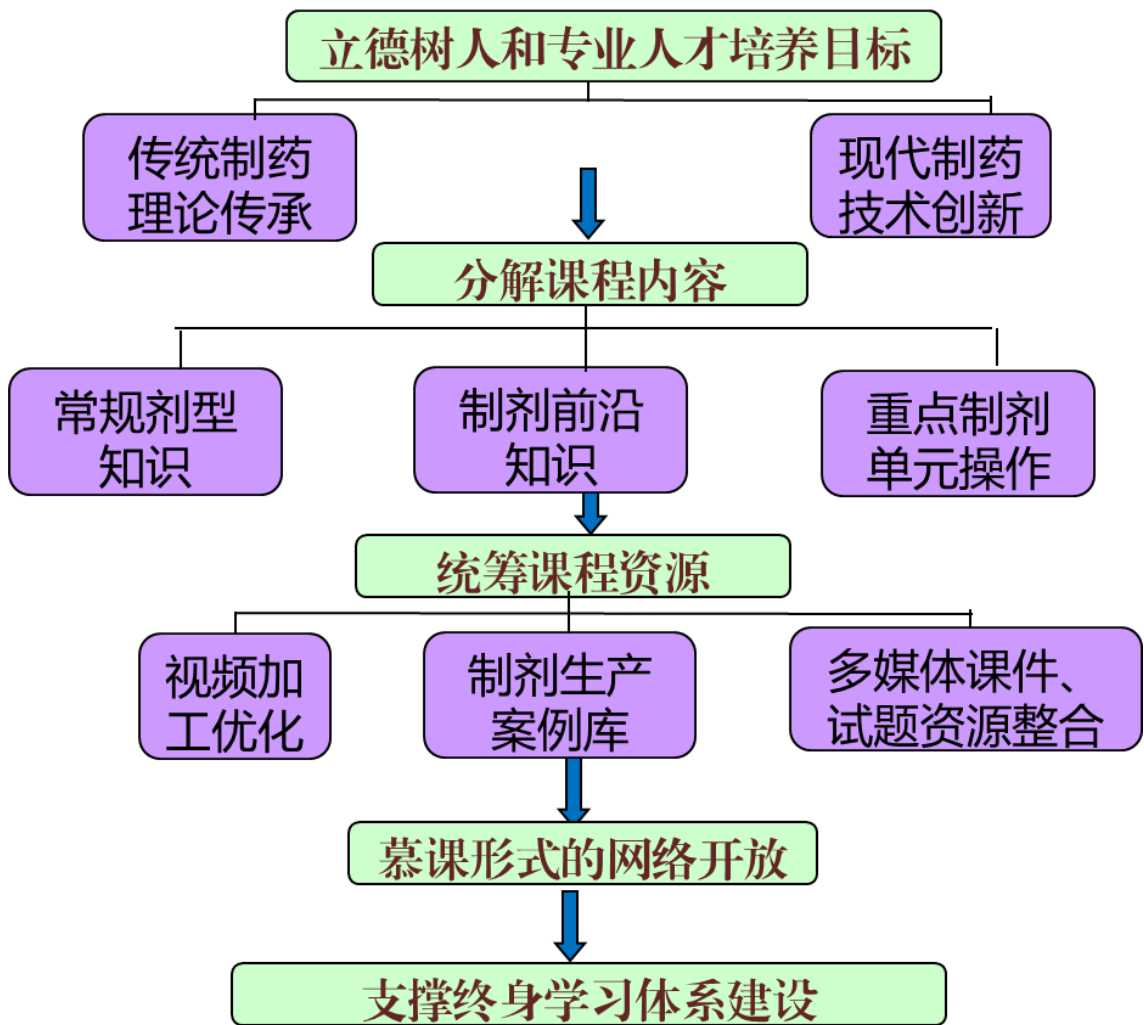 立德树人和专业人才培养目标
传统制药
理论传承
现代制药
技术创新
分解课程内容
常规剂型
知识
制剂前沿
知识
重点制剂
单元操作
统筹课程资源
视频加
工优化
制剂生产
案例库
多媒体课件、
试题资源整合
慕课形式的网络开放
支撑终身学习体系建设